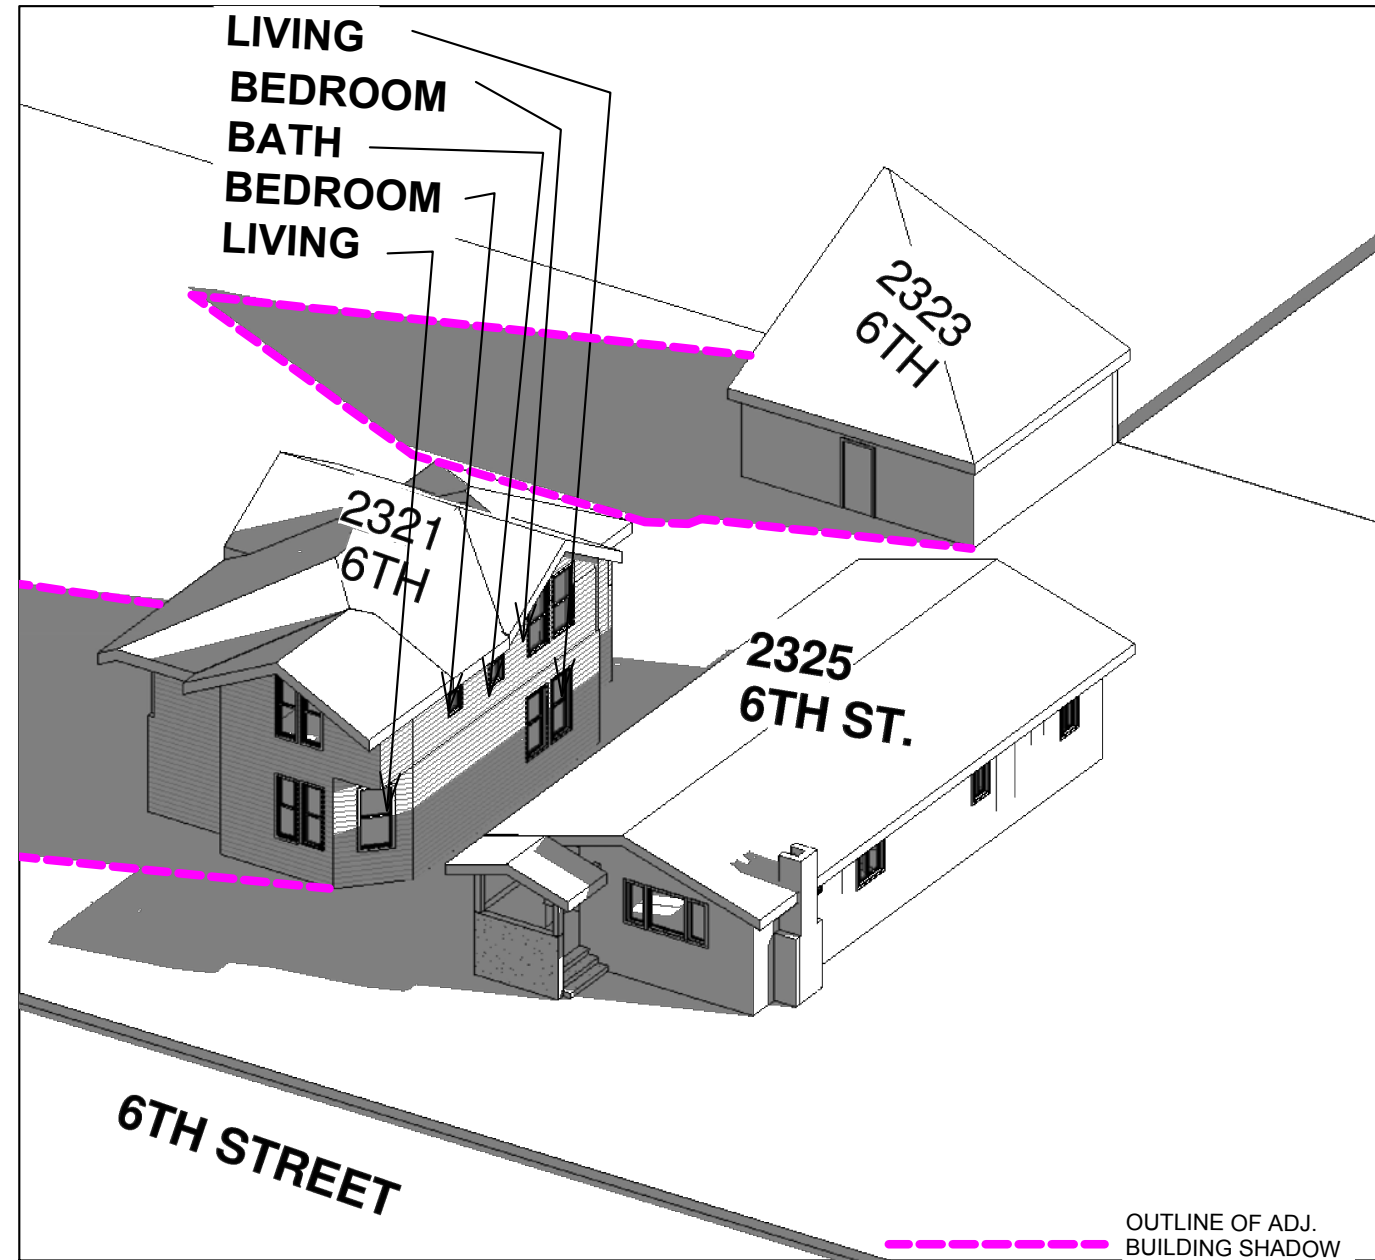 LIVING
BEDROOM
BATH
BEDROOM
LIVING
2323
6TH
2321
6TH
2325
6TH ST.
6TH STREET
OUTLINE OF ADJ.
BUILDING SHADOW